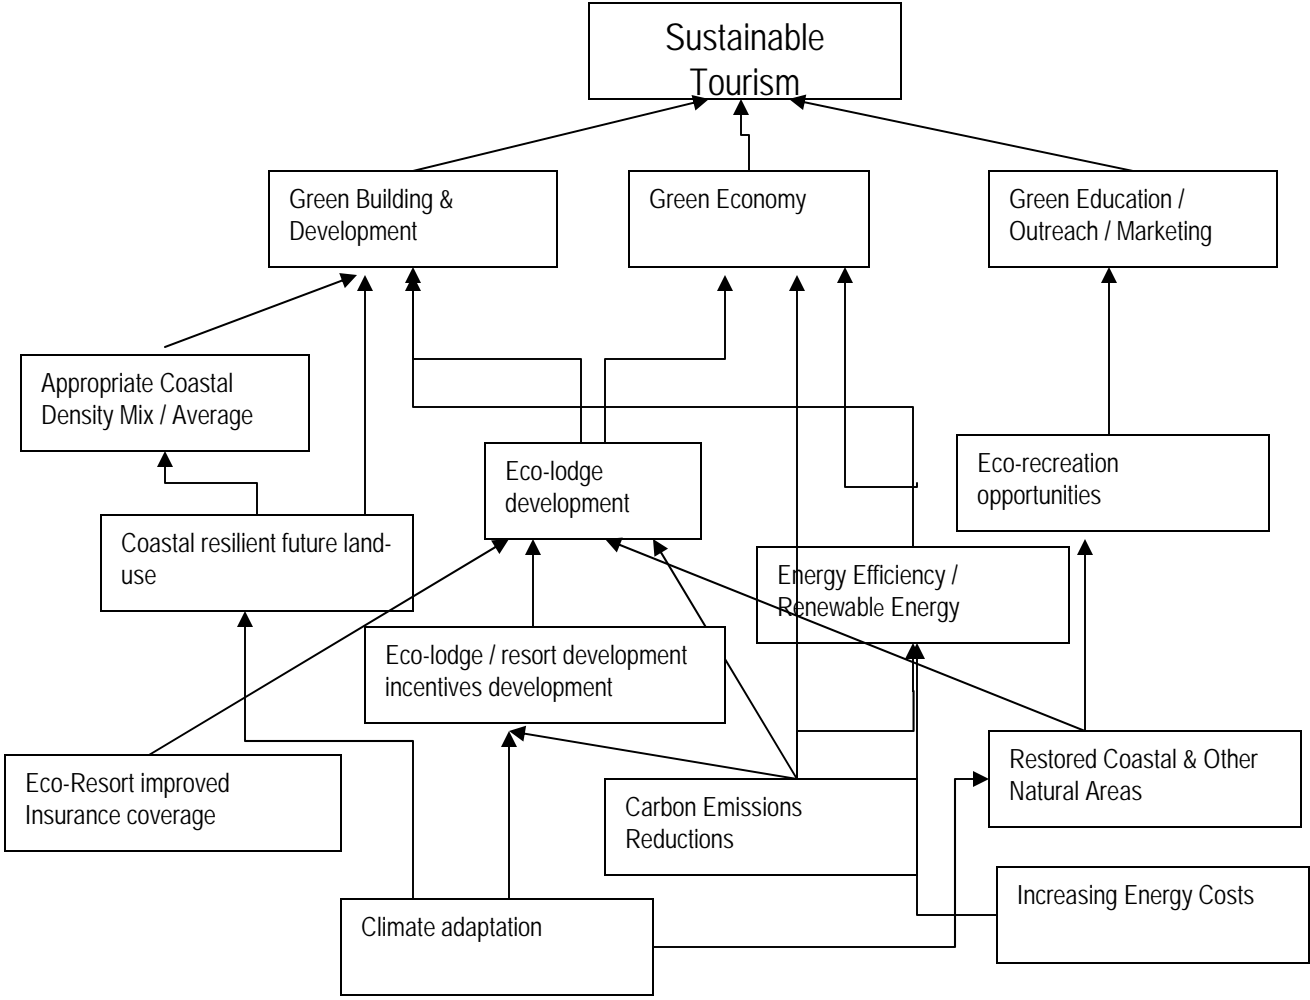 Sustainable
Tourism
Green Building &
Development
Green Economy
Green Education /
Outreach / Marketing
Appropriate Coastal
Density Mix / Average
Eco-lodge
development
Eco-recreation
opportunities
Coastal resilient future land-
use
Energy Efficiency /
Renewable Energy
Eco-lodge / resort development
incentives development
Eco-Resort improved
Insurance coverage
Carbon Emissions
Reductions
Restored Coastal & Other
Natural Areas
Climate adaptation
Increasing Energy Costs